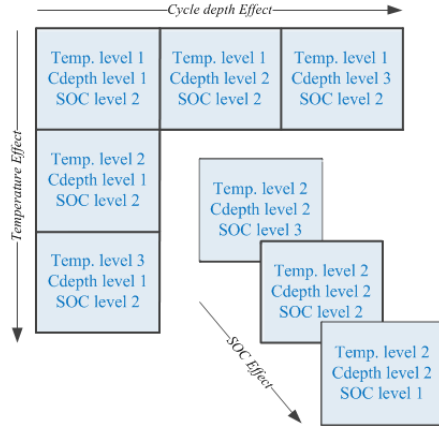 Cycle depth Effect
Temperature Effect
Temp. level 1
Cdepth level 1
SOC level 2
Temp. level 1
Cdepth level 2
SOC level 2
Temp. level 1
Cdepth level 3
SOC level 2
Temp. level 2
Cdepth level 1
SOC level 2
Temp. level 3
Cdepth level 1
SOC level 2
Temp. level 2
Cdepth level 2
SOC level 3
Temp. level 2
Cdepth level 2
SOC level 2
Temp. level 2
Cdepth level 2
SOC level 1
SOC Effect